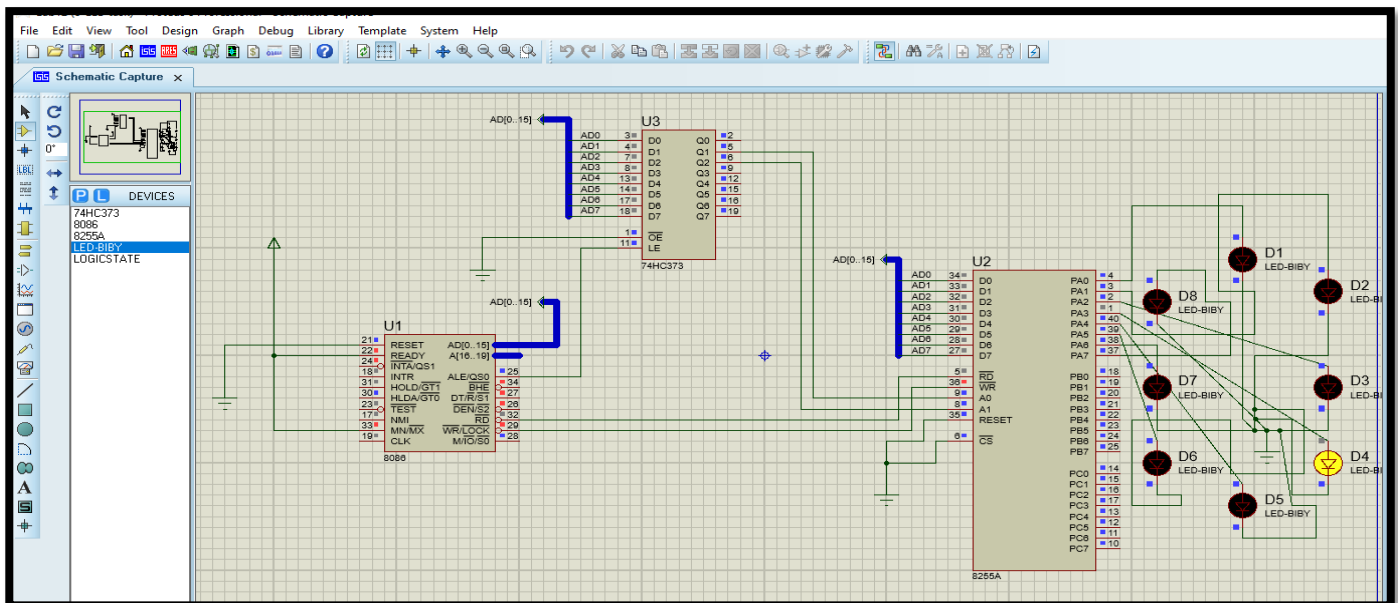 File Edit View Tool Design Graph Debug Library Template System Help
Schematic Capture
0°
P L DEVICES
74HC373
8086
8255A
LED-BIBY
LOGICSTATE
AD[0..15]
U3
AD0 3 D0 Q0 2
AD1 4 D1 Q1 5
AD2 7 D2 Q2 6
AD3 8 D3 Q3 9
AD4 13 D4 Q4 12
AD5 14 D5 Q5 15
AD6 17 D6 Q6 16
AD7 18 D7 Q7 19
1 OE
11 LE
74HC373
AD[0..15]
U1
21 RESET AD[0..15]
22 READY A[16..19]
24 INTA/QS1
18 INTR ALE/QS0 25
31 HOLD/GT1 BHE 34
30 HLDA/GT0 DT/R/S1 27
23 TEST DEN/S2 26
17 NMI RD 32
33 MN/MX WR/LOCK 29
19 CLK M/IO/S0 28
8086
AD[0..15]
U2
AD0 34 D0 PA0 4
AD1 33 D1 PA1 3
AD2 32 D2 PA2 2
AD3 31 D3 PA3 1
AD4 30 D4 PA4 40
AD5 29 D5 PA5 39
AD6 28 D6 PA6 38
AD7 27 D7 PA7 37
5 RD PB0 18
36 WR PB1 19
9 A0 PB2 20
8 A1 PB3 21
35 RESET PB4 22
PB5 23
6 CS PB6 24
PB7 25
PC0 14
PC1 15
PC2 16
PC3 17
PC4 13
PC5 12
PC6 11
PC7 10
8255A
D1
LED-BIBY
D2
LED-BI
D8
LED-BIBY
D7
LED-BIBY
D3
LED-BI
D6
LED-BIBY
D4
LED-BI
D5
LED-BIBY